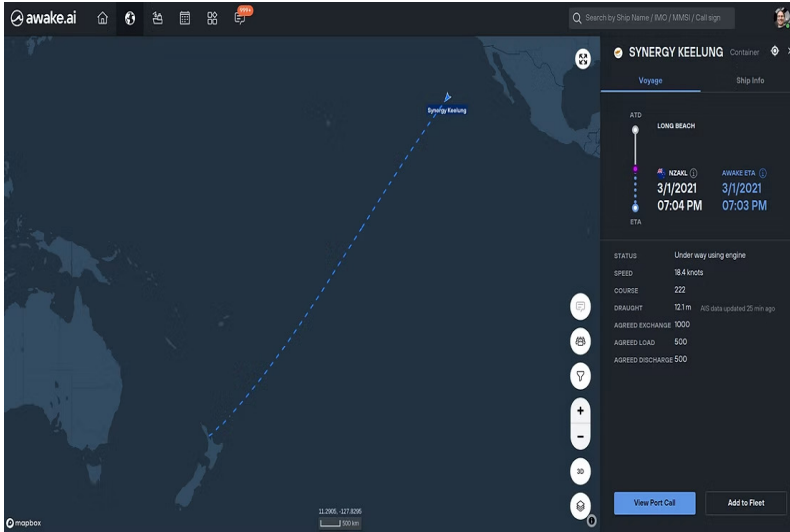 awake.ai
999+
Search by Ship Name / IMO / MMSI / Call sign
SYNERGY KEELUNG Container
Voyage Ship Info
ATD
LONG BEACH
NZAKL AWAKE ETA
3/1/2021 3/1/2021
07:04 PM 07:03 PM
ETA
STATUS Under way using engine
SPEED 18.4 knots
COURSE 222
DRAUGHT 12.1 m AIS data updated 25 min ago
AGREED EXCHANGE 1000
AGREED LOAD 500
AGREED DISCHARGE 500
View Port Call Add to Fleet
Synergy Keelung
+
−
3D
11.2905, -127.8295
500 km
mapbox